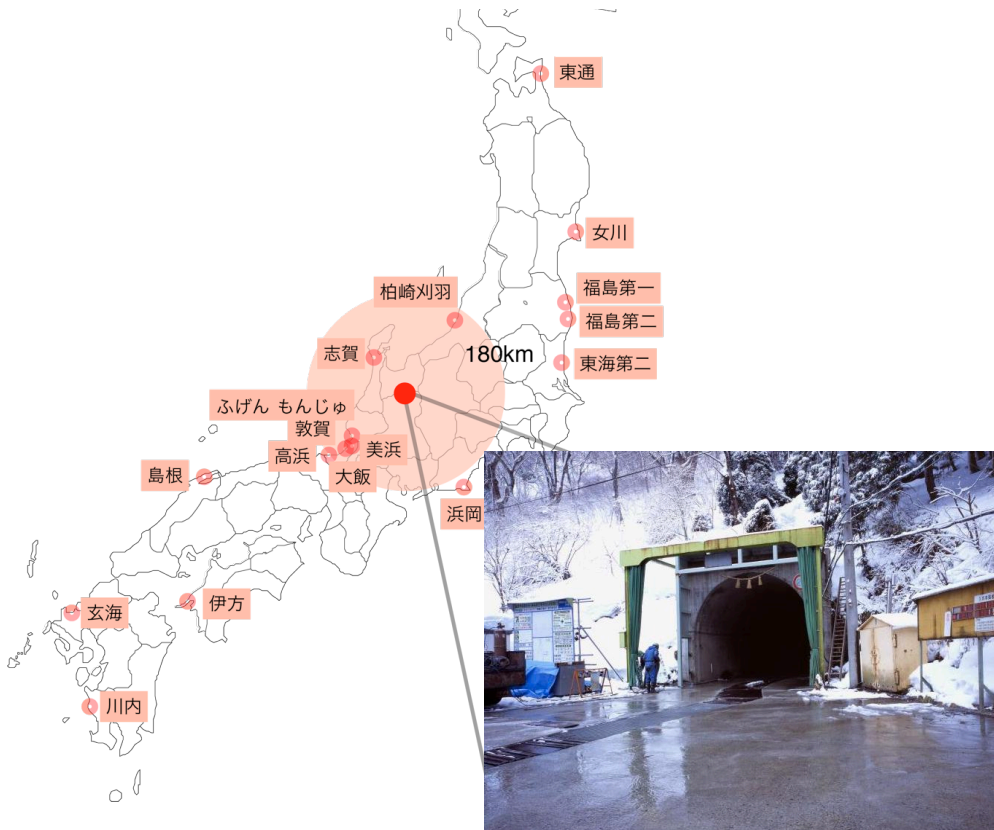 東通
女川
柏崎刈羽
福島第一
福島第二
180km
志賀
東海第二
ふげん もんじゅ
敦賀
美浜
高浜
大飯
島根
浜岡
伊方
玄海
川内